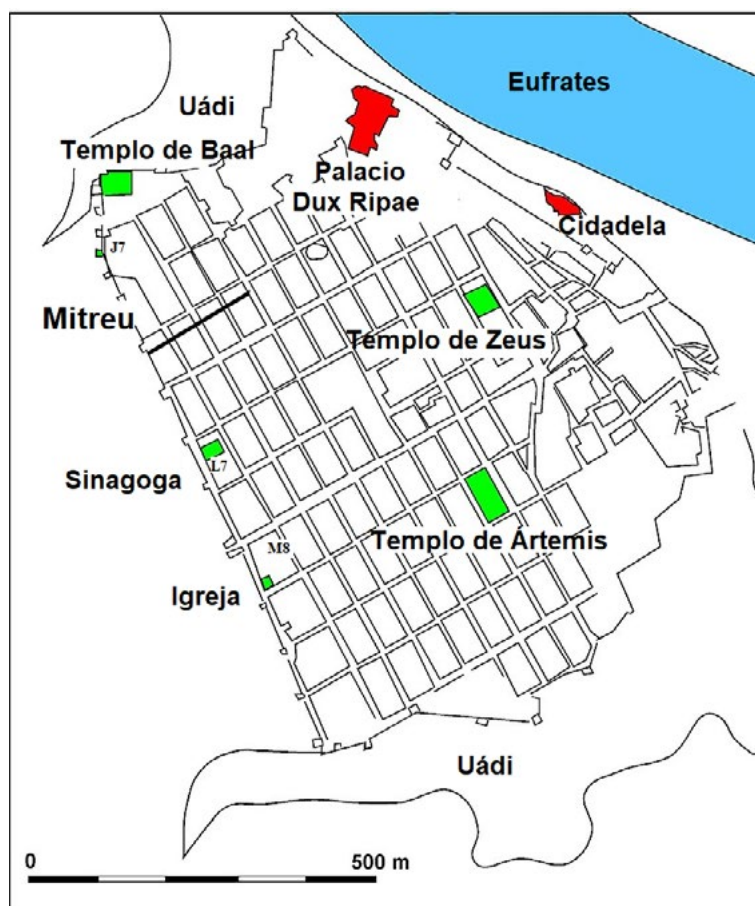 Eufrates
Uádi
Templo de Baal
Palacio
Dux Ripae
Cidadela
J7
Mitreu
Templo de Zeus
L7
Sinagoga
Templo de Ártemis
M8
Igreja
Uádi
0
500 m